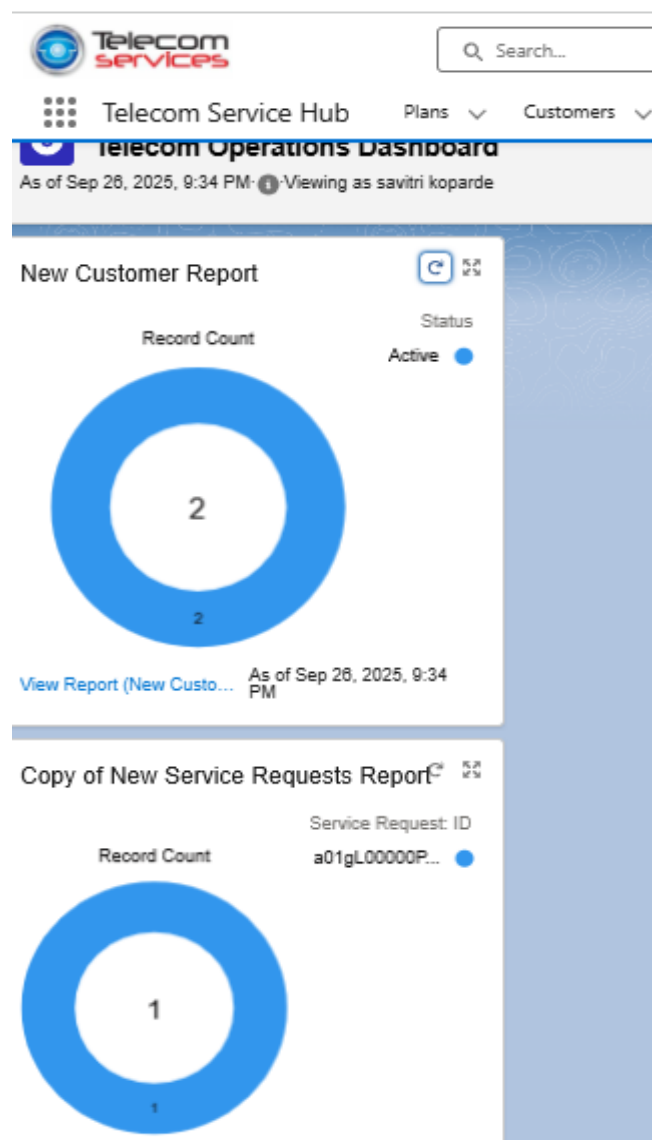 Telecom
services
Search...
Telecom Service Hub
Plans
Customers
Telecom Operations Dashboard
As of Sep 26, 2025, 9:34 PM·Viewing as savitri koparde
New Customer Report
Status
Record Count
Active
2
2
View Report (New Custo...
As of Sep 26, 2025, 9:34
PM
Copy of New Service Requests Report
Service Request: ID
Record Count
a01gL00000P...
1
1